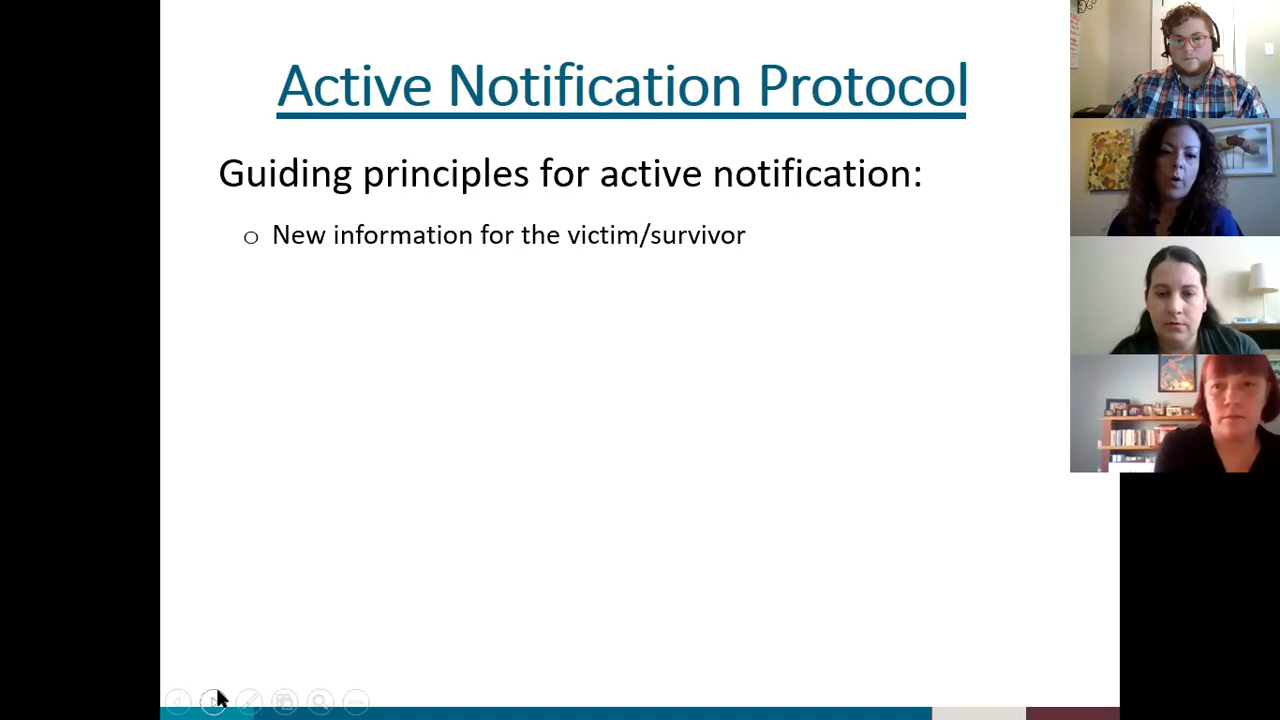 Active Notification Protocol
Guiding principles for active notification:
o New information for the victim/survivor